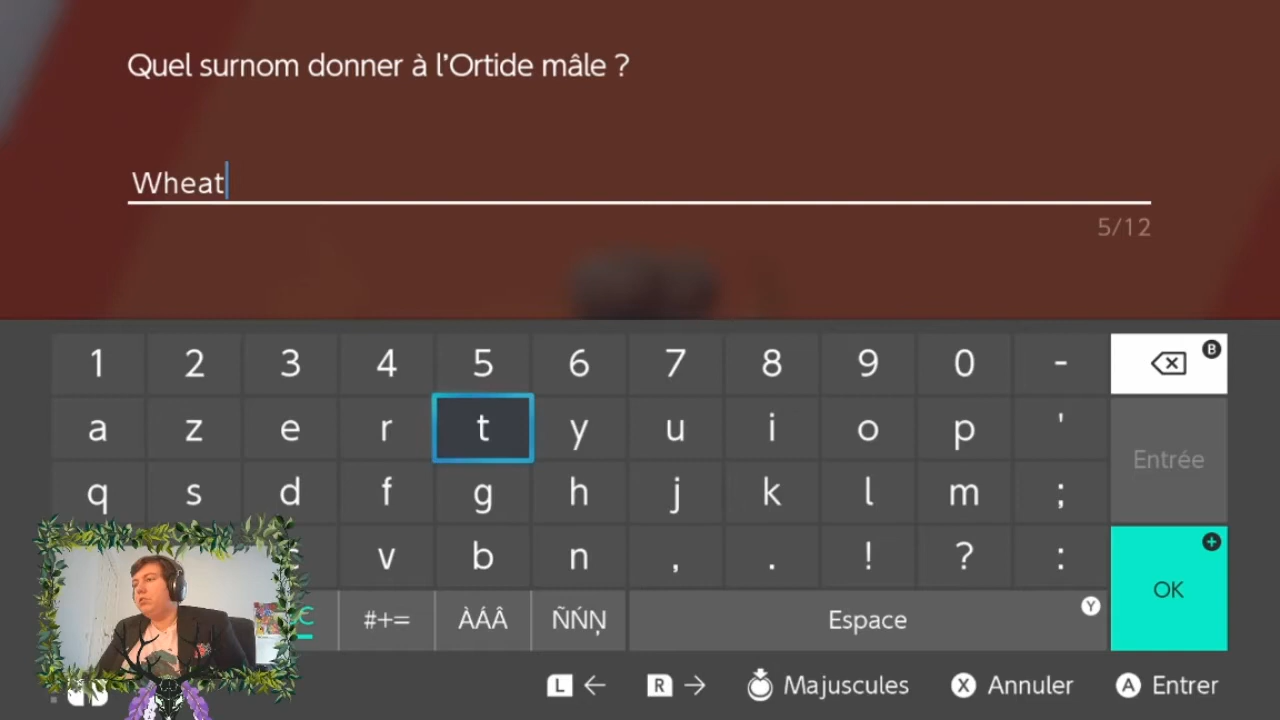 Quel surnom donner à l'Ortide mâle ?
Wheat
5/12
1 2 3 4 5 6 7 8 9 0 -
B
a z e r t y u i o p '
Entrée
q s d f g h j k l m ;
v b n , . ! ? :
+
OK
#+= ÀÁÂ ÑŃŅ Espace
Y
L ← R → Majuscules X Annuler A Entrer